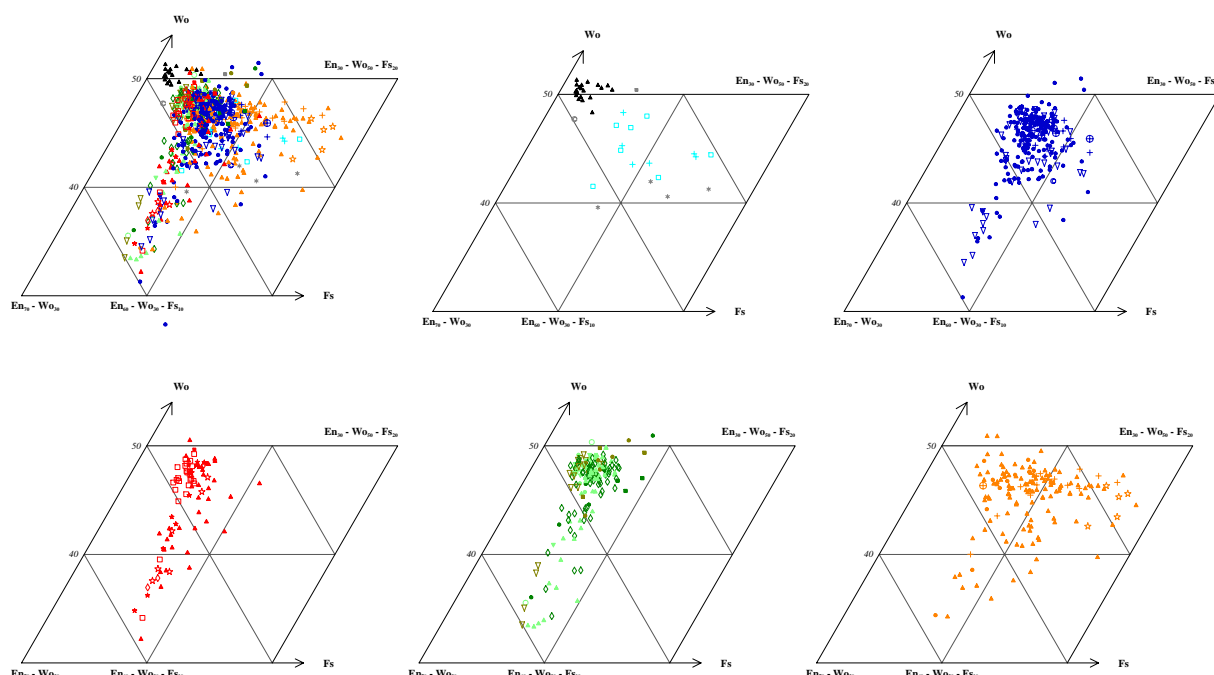 Wo
50
En₃₀ - Wo₅₀ - Fs₂₀
40
En₇₀ - Wo₃₀
En₆₀ - Wo₃₀ - Fs₁₀
Fs
Wo
50
En₃₀ - Wo₅₀ - Fs₂₀
40
En₇₀ - Wo₃₀
En₆₀ - Wo₃₀ - Fs₁₀
Fs
Wo
50
En₃₀ - Wo₅₀ - Fs
40
En₇₀ - Wo₃₀
En₆₀ - Wo₃₀ - Fs₁₀
Fs
Wo
50
En₃₀ - Wo₅₀ - Fs₂₀
40
Fs
Wo
50
En₃₀ - Wo₅₀ - Fs₂₀
40
Fs
Wo
50
En₃₀ - Wo₅₀ - Fs₂₀
40
Fs